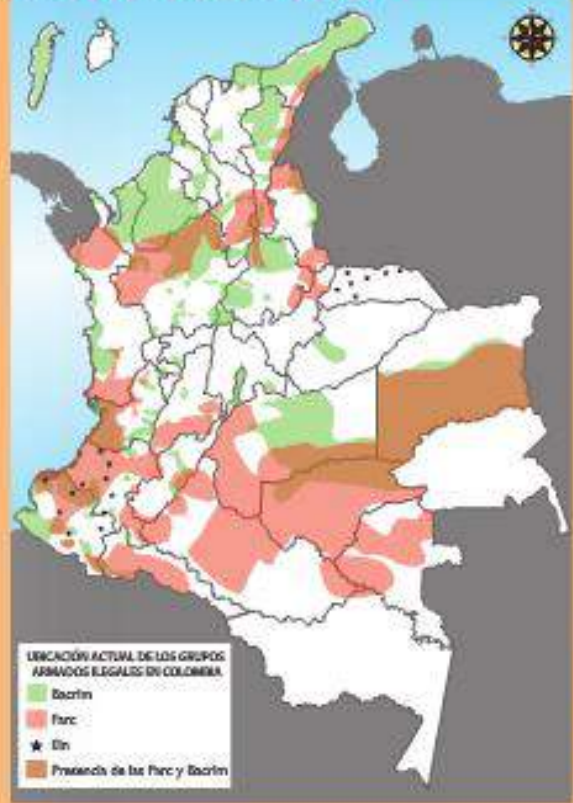 UBICACIÓN ACTUAL DE LOS GRUPOS
ARMADOS ILEGALES EN COLOMBIA
Bacrim
Farc
Eln
Presencia de las Farc y Bacrim